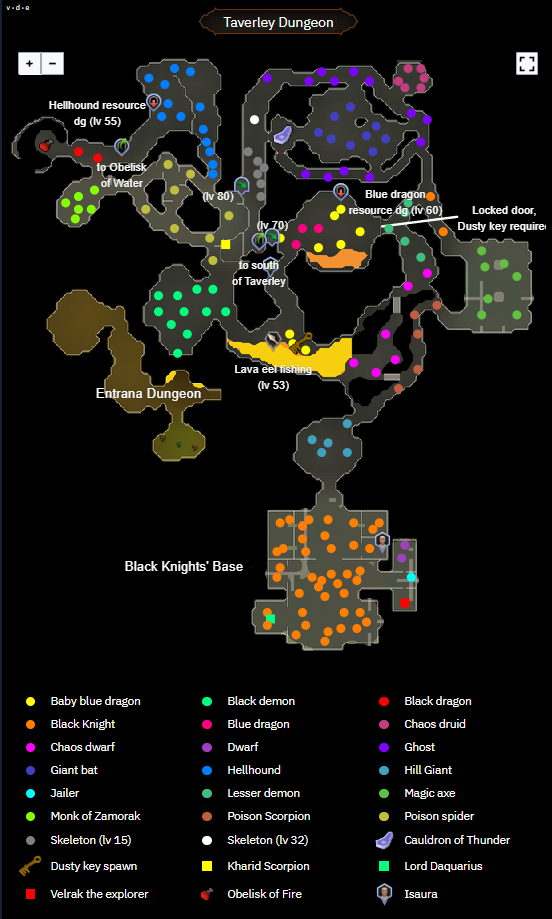 v · d · e
Taverley Dungeon
+ −
Hellhound resource
dg (lv 55)
to Obelisk
of Water
(lv 80)
Blue dragon
resource dg (lv 60)
Locked door,
Dusty key require
(lv 70)
to south
of Taverley
Lava eel fishing
(lv 53)
Entrana Dungeon
Black Knights' Base
Baby blue dragon
Black demon
Black dragon
Black Knight
Blue dragon
Chaos druid
Chaos dwarf
Dwarf
Ghost
Giant bat
Hellhound
Hill Giant
Jailer
Lesser demon
Magic axe
Monk of Zamorak
Poison Scorpion
Poison spider
Skeleton (lv 15)
Skeleton (lv 32)
Cauldron of Thunder
Dusty key spawn
Kharid Scorpion
Lord Daquarius
Velrak the explorer
Obelisk of Fire
Isaura